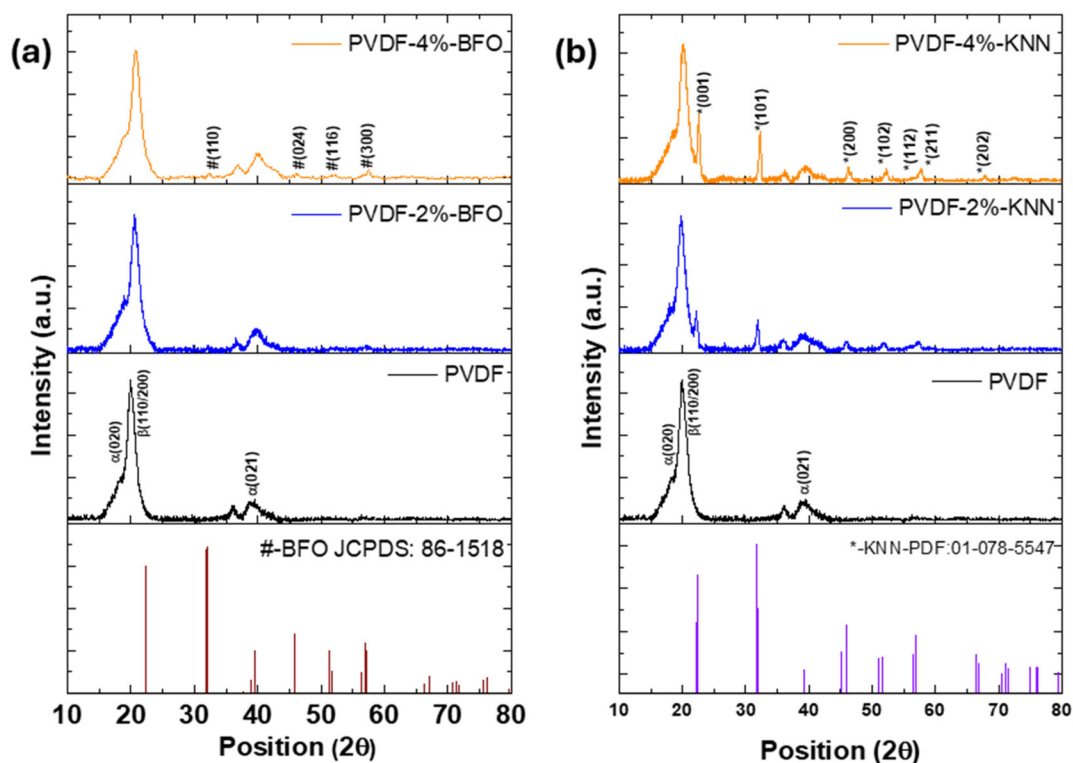 (a)
PVDF-4%-BFO
#(110)
#(024)
#(116)
#(300)
PVDF-2%-BFO
PVDF
α(020)
β(110/200)
α(021)
#-BFO JCPDS: 86-1518
Intensity (a.u.)
10 20 30 40 50 60 70 80
Position (2θ)
(b)
PVDF-4%-KNN
*(001)
*(101)
*(200)
*(102)
*(112)
*(211)
*(202)
PVDF-2%-KNN
PVDF
α(020)
β(110/200)
α(021)
*-KNN-PDF:01-078-5547
Intensity (a.u.)
10 20 30 40 50 60 70 80
Position (2θ)